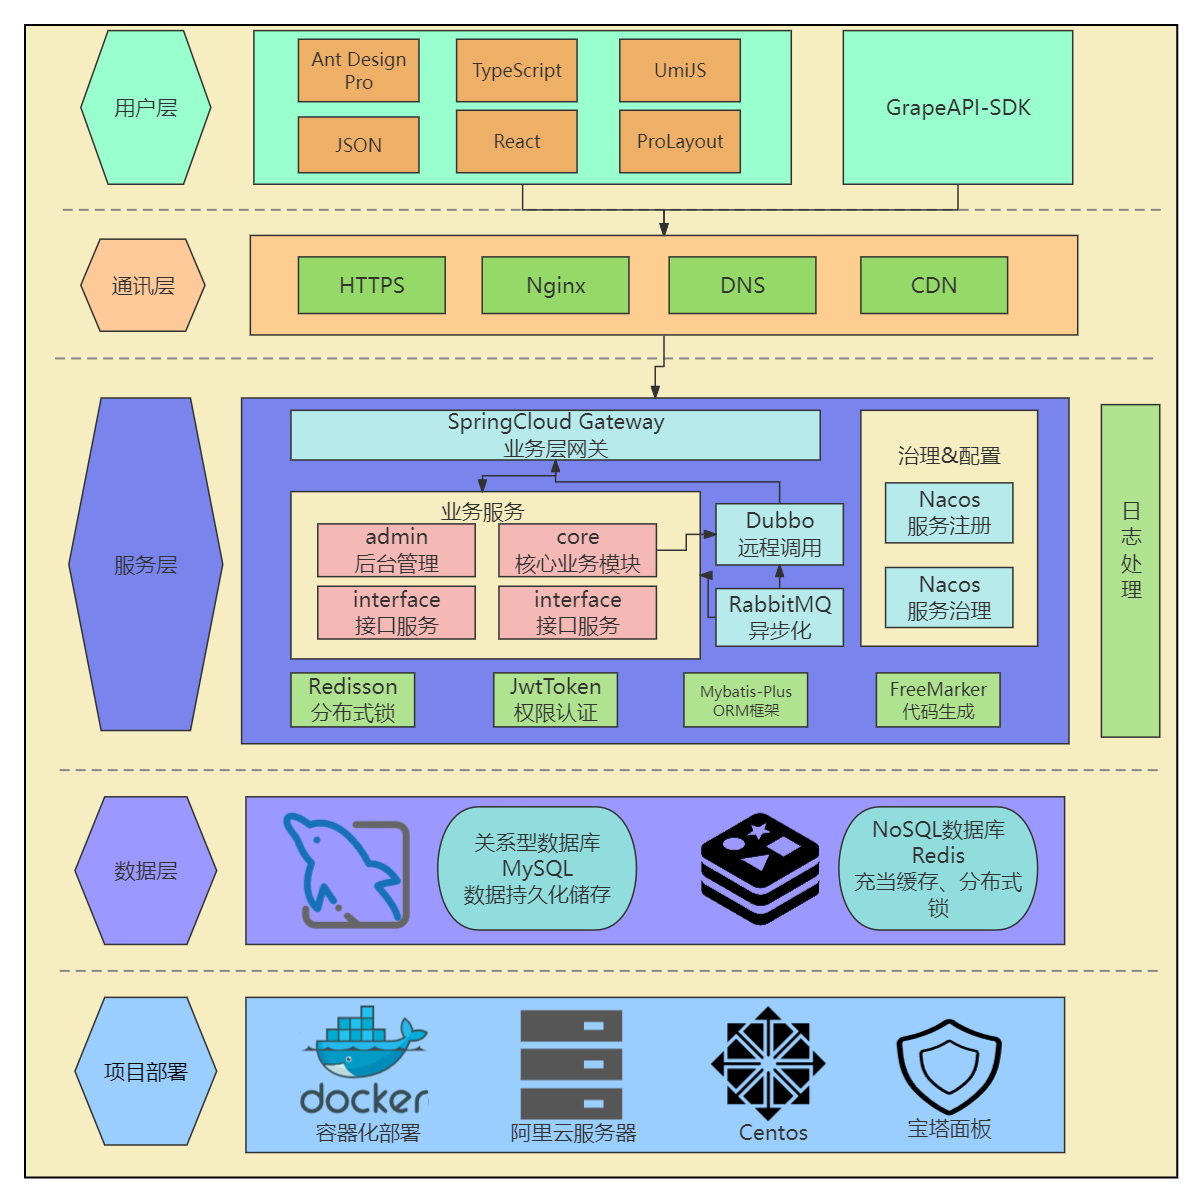 用户层
Ant Design
Pro
TypeScript
UmiJS
JSON
React
ProLayout
GrapeAPI-SDK
通讯层
HTTPS
Nginx
DNS
CDN
服务层
SpringCloud Gateway
业务层网关
业务服务
admin
后台管理
core
核心业务模块
interface
接口服务
interface
接口服务
Dubbo
远程调用
RabbitMQ
异步化
治理&配置
Nacos
服务注册
Nacos
服务治理
Redisson
分布式锁
JwtToken
权限认证
Mybatis-Plus
ORM框架
FreeMarker
代码生成
日
志
处
理
数据层
关系型数据库
MySQL
数据持久化储存
NoSQL数据库
Redis
充当缓存、分布式
锁
项目部署
docker
容器化部署
阿里云服务器
Centos
宝塔面板